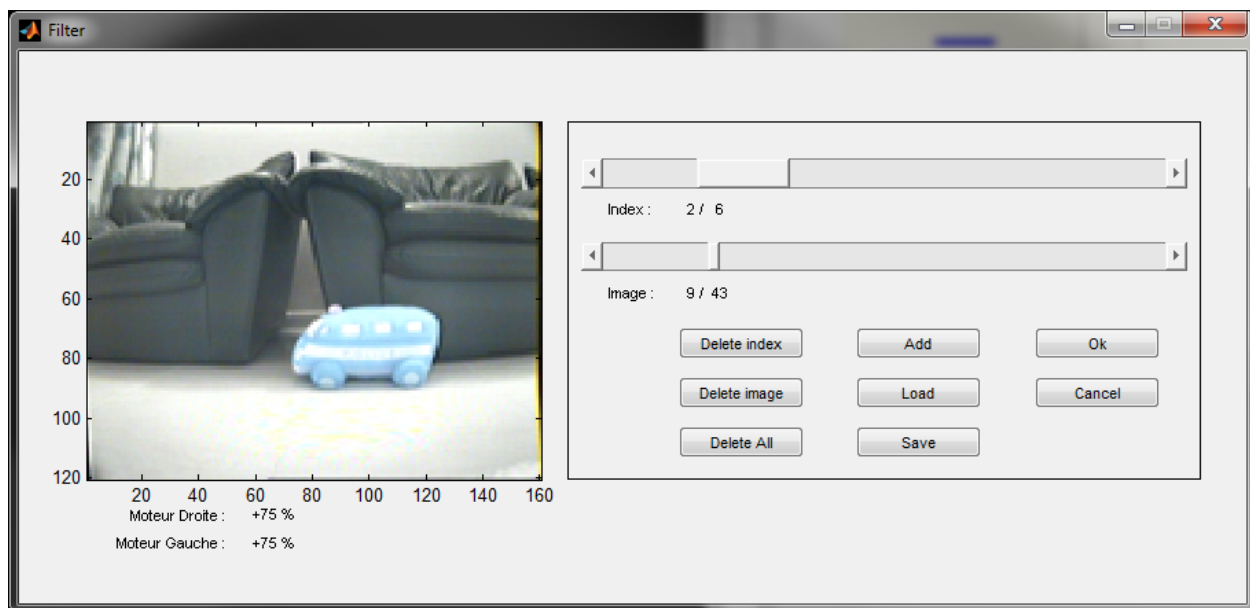 Filter
20
40
60
80
100
120
20 40 60 80 100 120 140 160
Moteur Droite : +75 %
Moteur Gauche : +75 %
Index : 2 / 6
Image : 9 / 43
Delete index Add Ok
Delete image Load Cancel
Delete All Save